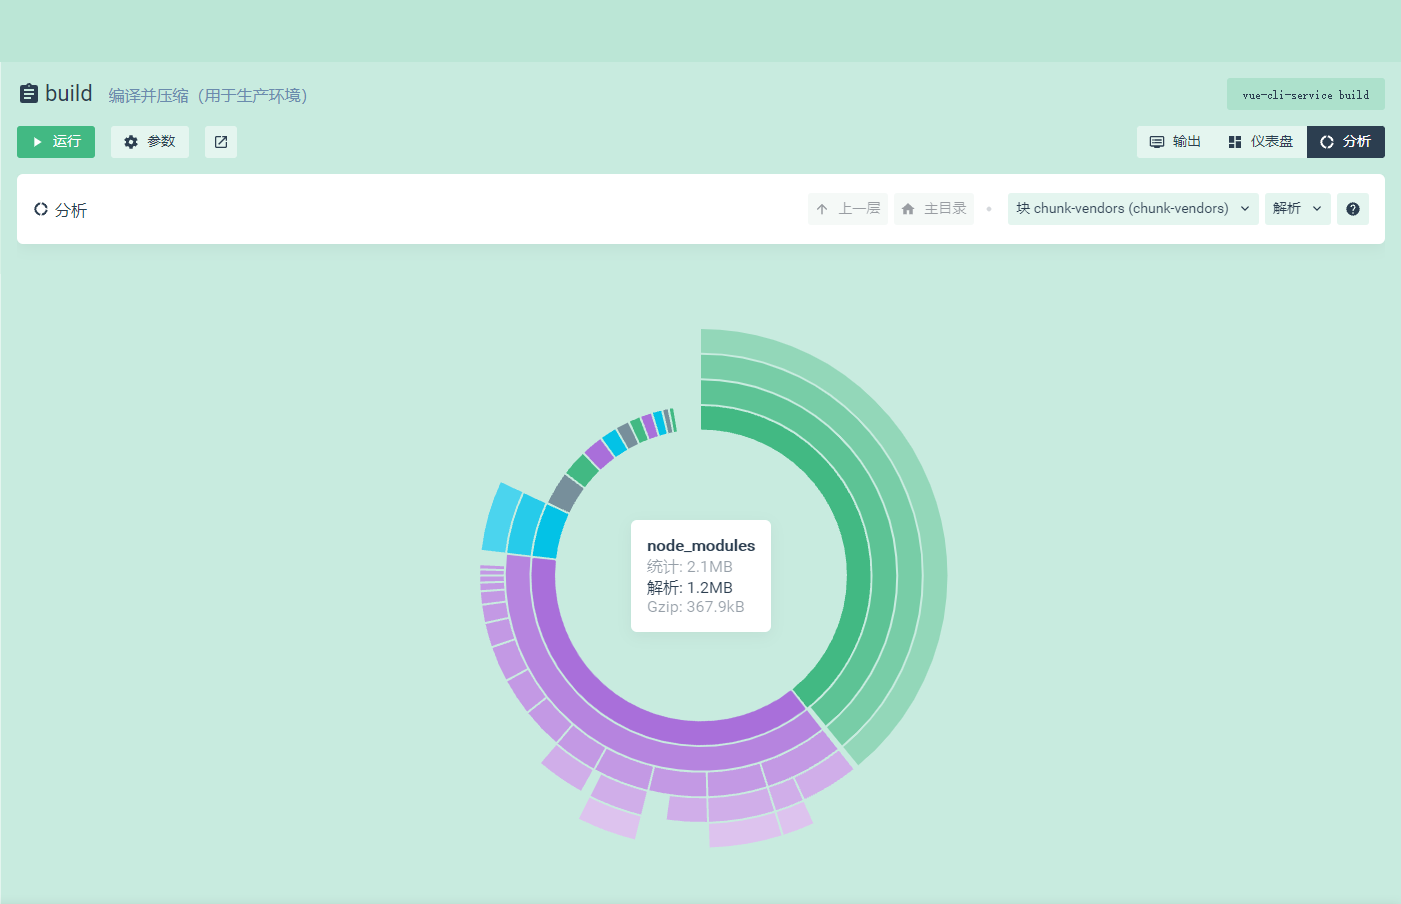 build 编译并压缩（用于生产环境）
vue-cli-service build
运行 参数
输出 仪表盘 分析
分析
上一层 主目录
块 chunk-vendors (chunk-vendors) 解析 ?
node_modules
统计: 2.1MB
解析: 1.2MB
Gzip: 367.9kB